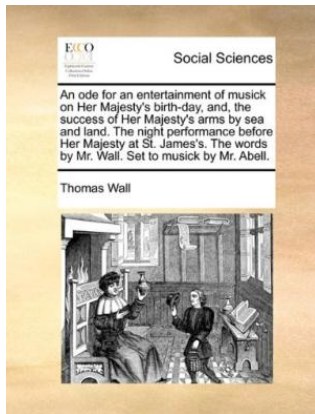 ECCO
Social Sciences
An ode for an entertainment of musick
on Her Majesty's birth-day, and, the
success of Her Majesty's arms by sea
and land. The night performance before
Her Majesty at St. James's. The words
by Mr. Wall. Set to musick by Mr. Abell.
Thomas Wall